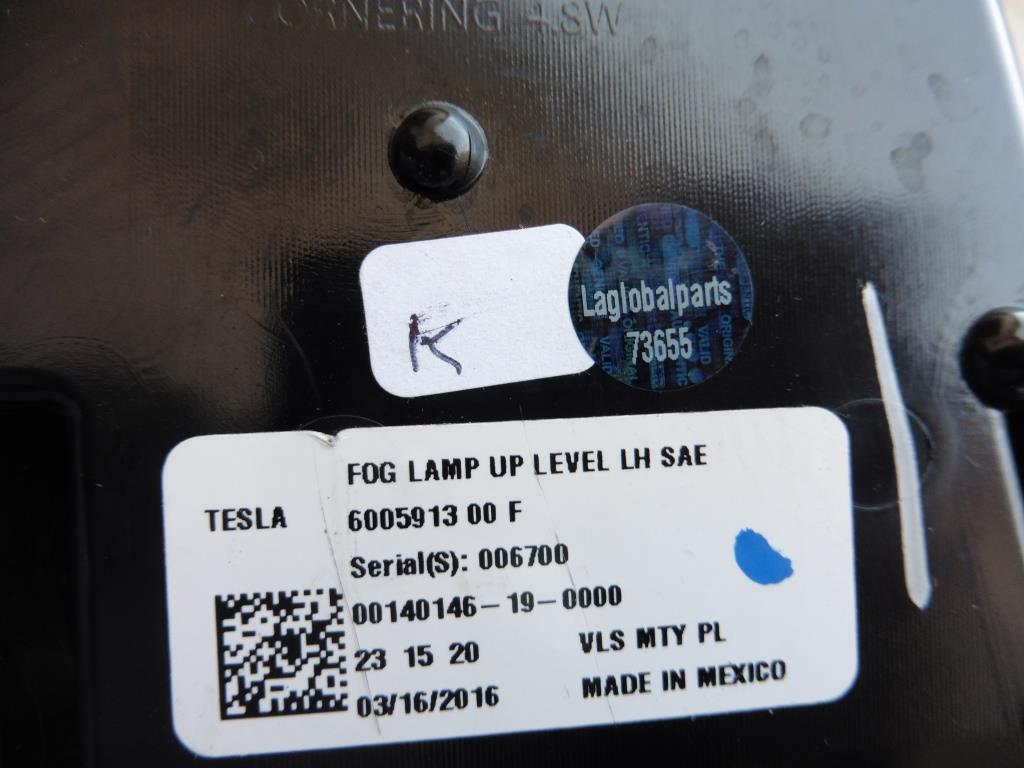 CORNERING 4.8W
K
Laglobalparts
73655
FOG LAMP UP LEVEL LH SAE
TESLA
6005913 00 F
Serial(S): 006700
00140146-19-0000
23 15 20
VLS MTY PL
03/16/2016
MADE IN MEXICO